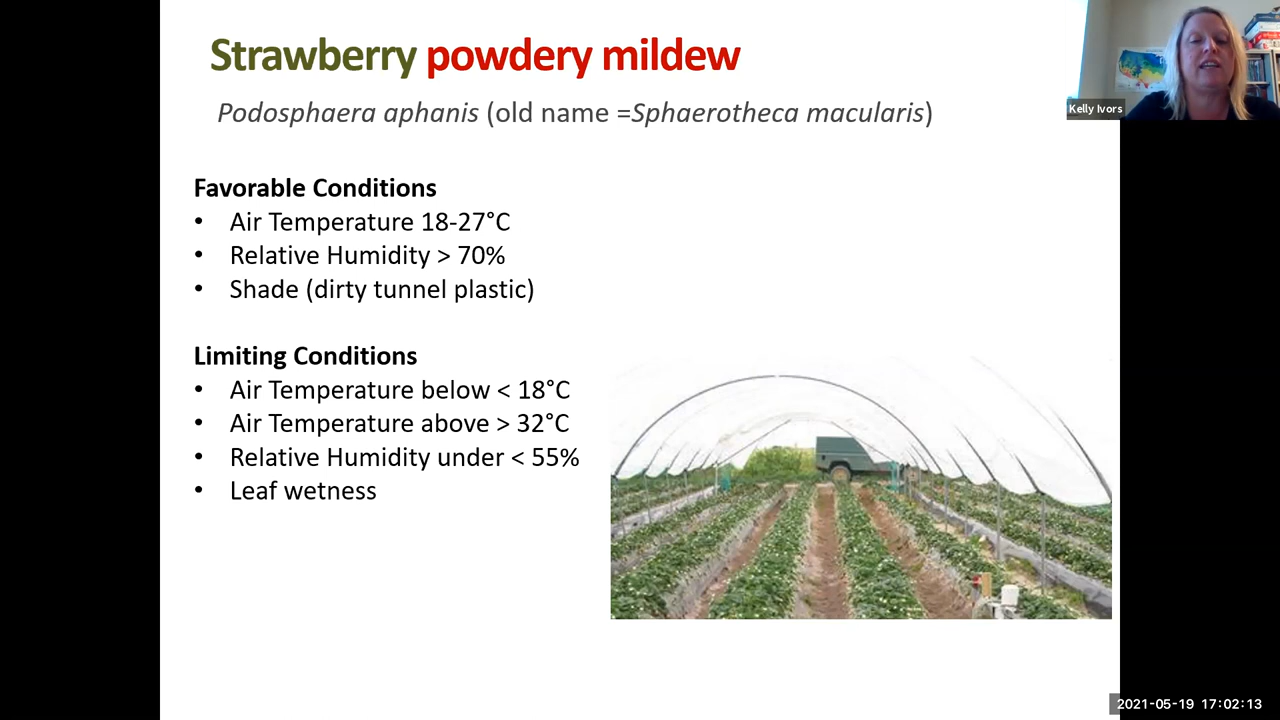 Strawberry powdery mildew
Podosphaera aphanis (old name =Sphaerotheca macularis)
Kelly Ivors
Favorable Conditions
• Air Temperature 18-27°C
• Relative Humidity > 70%
• Shade (dirty tunnel plastic)
Limiting Conditions
• Air Temperature below < 18°C
• Air Temperature above > 32°C
• Relative Humidity under < 55%
• Leaf wetness
2021-05-19 17:02:13